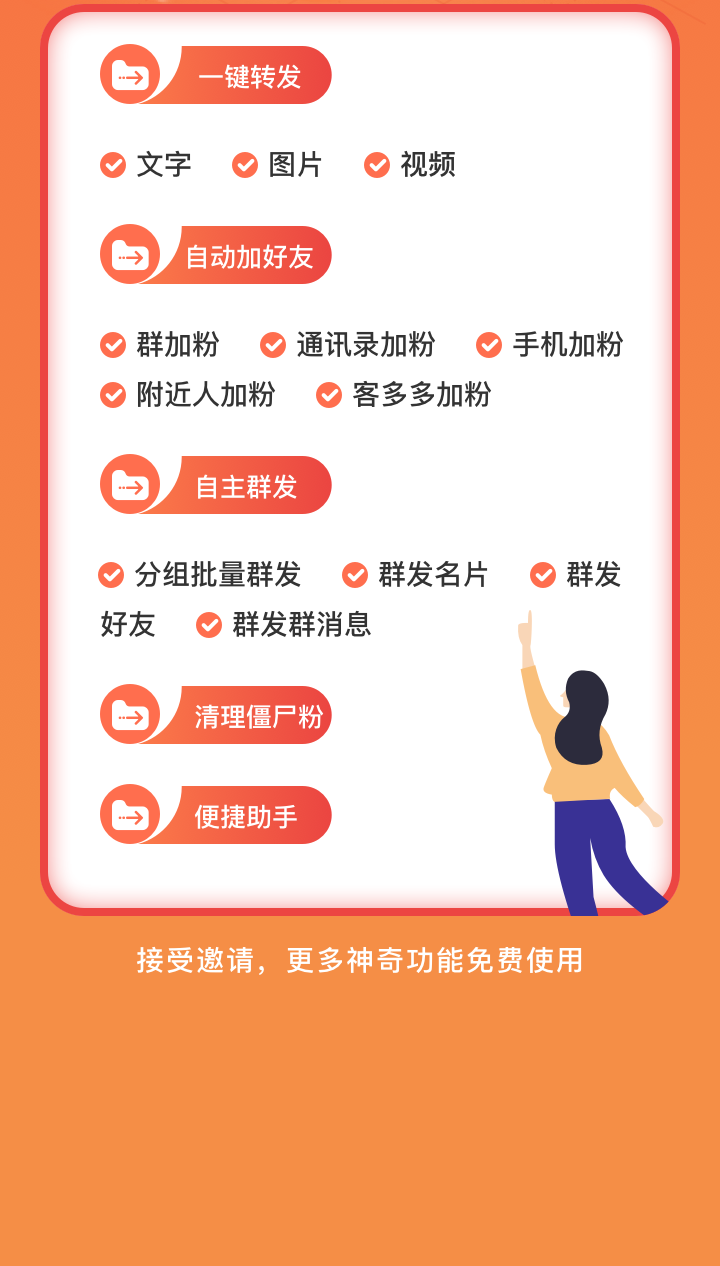 一键转发
文字 图片 视频
自动加好友
群加粉 通讯录加粉 手机加粉
附近人加粉 客多多加粉
自主群发
分组批量群发 群发名片 群发
好友 群发群消息
清理僵尸粉
便捷助手
接受邀请，更多神奇功能免费使用